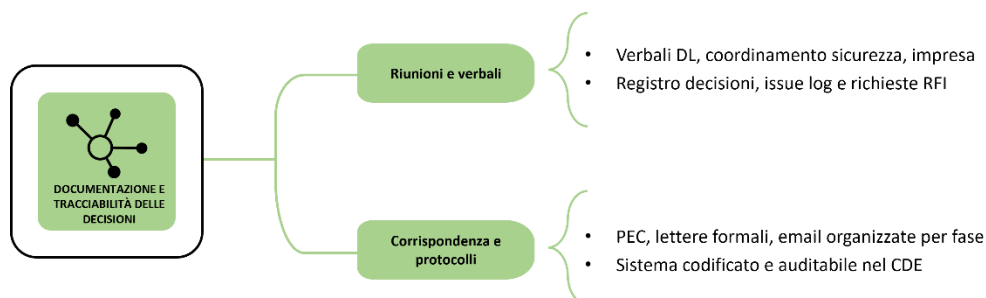 DOCUMENTAZIONE E
TRACCIABILITÀ DELLE
DECISIONI
Riunioni e verbali
• Verbali DL, coordinamento sicurezza, impresa
• Registro decisioni, issue log e richieste RFI
Corrispondenza e
protocolli
• PEC, lettere formali, email organizzate per fase
• Sistema codificato e auditabile nel CDE